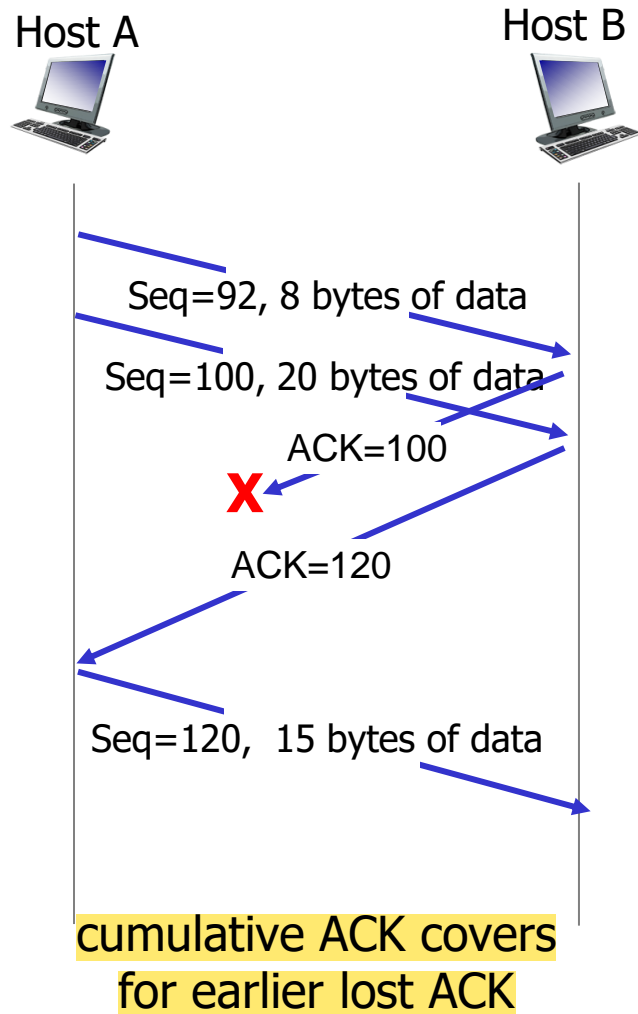 Host A
Host B
Seq=92, 8 bytes of data
Seq=100, 20 bytes of data
ACK=100
X
ACK=120
Seq=120, 15 bytes of data
cumulative ACK covers
for earlier lost ACK